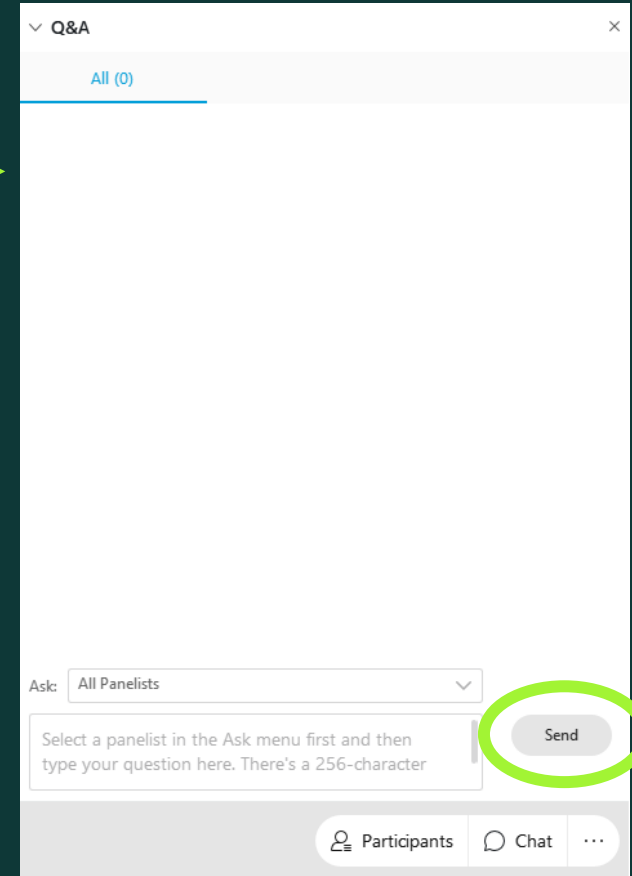 Q&A
All (0)
Ask: All Panelists
Select a panelist in the Ask menu first and then
type your question here. There's a 256-character
Send
Participants Chat ...